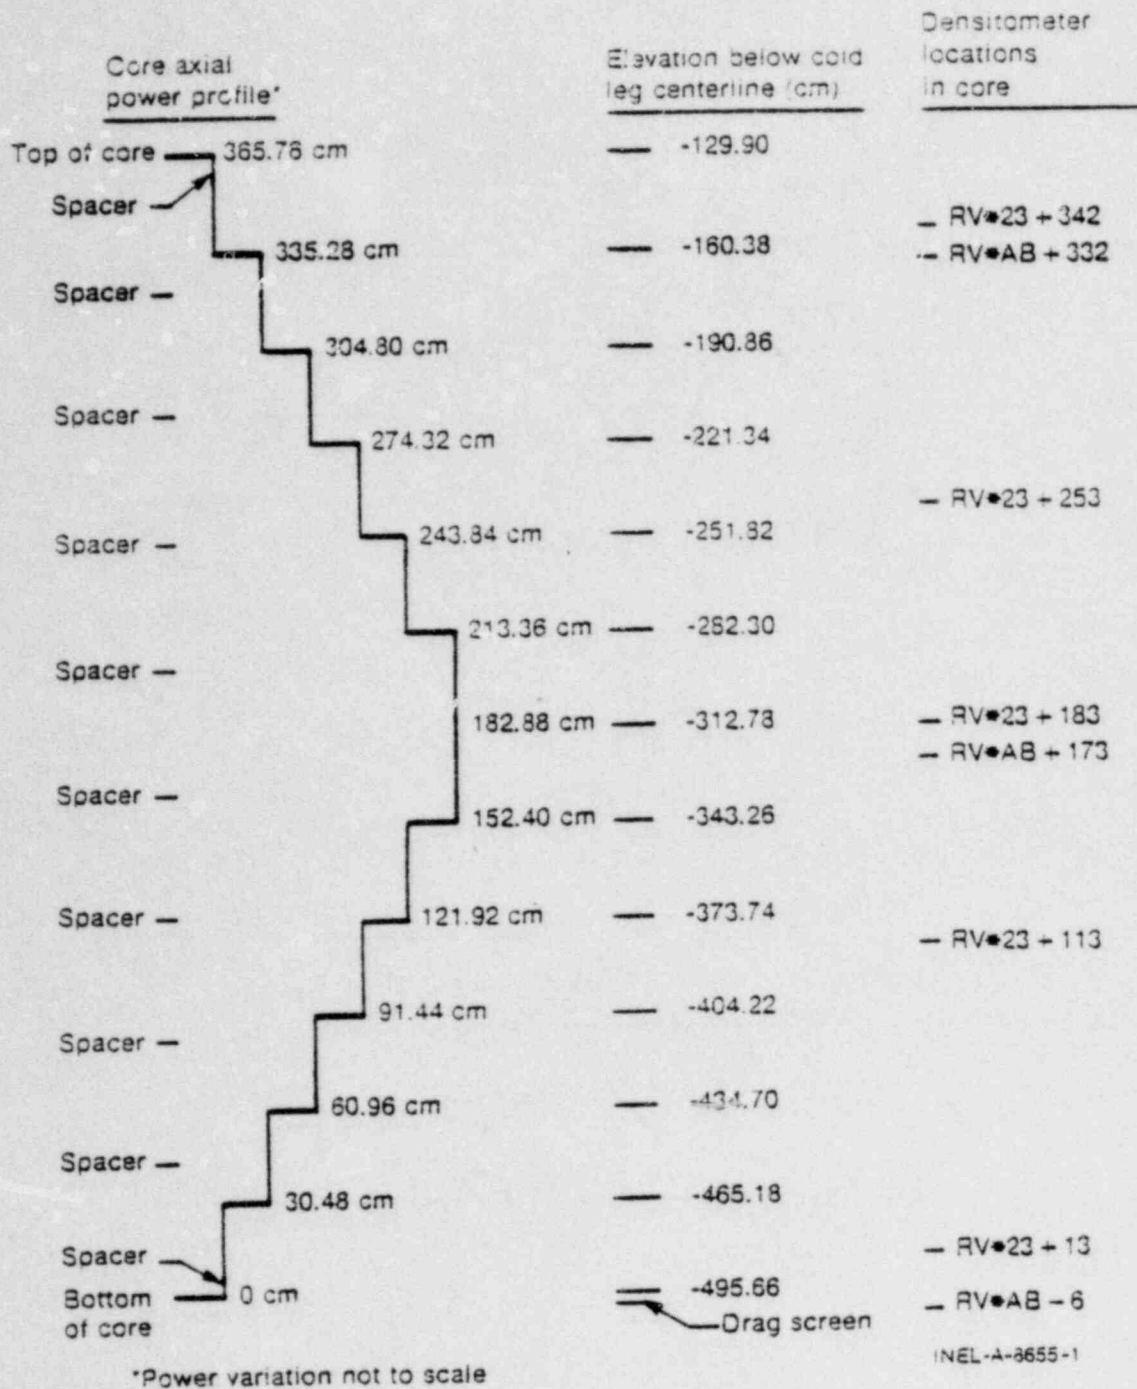 Core axial
power profile*
Elevation below cold
leg centerline (cm)
Densitometer
locations
in core
Top of core
365.76 cm
-129.90
Spacer
RV•23 + 342
335.28 cm
-160.38
RV•AB + 332
Spacer
304.80 cm
-190.86
Spacer
274.32 cm
-221.34
RV•23 + 253
Spacer
243.84 cm
-251.82
213.36 cm
-282.30
Spacer
182.88 cm
-312.78
RV•23 + 183
RV•AB + 173
Spacer
152.40 cm
-343.26
Spacer
121.92 cm
-373.74
RV•23 + 113
91.44 cm
-404.22
Spacer
60.96 cm
-434.70
Spacer
30.48 cm
-465.18
Spacer
RV•23 + 13
Bottom
of core
0 cm
-495.66
RV•AB - 6
Drag screen
INEL-A-8655-1
*Power variation not to scale